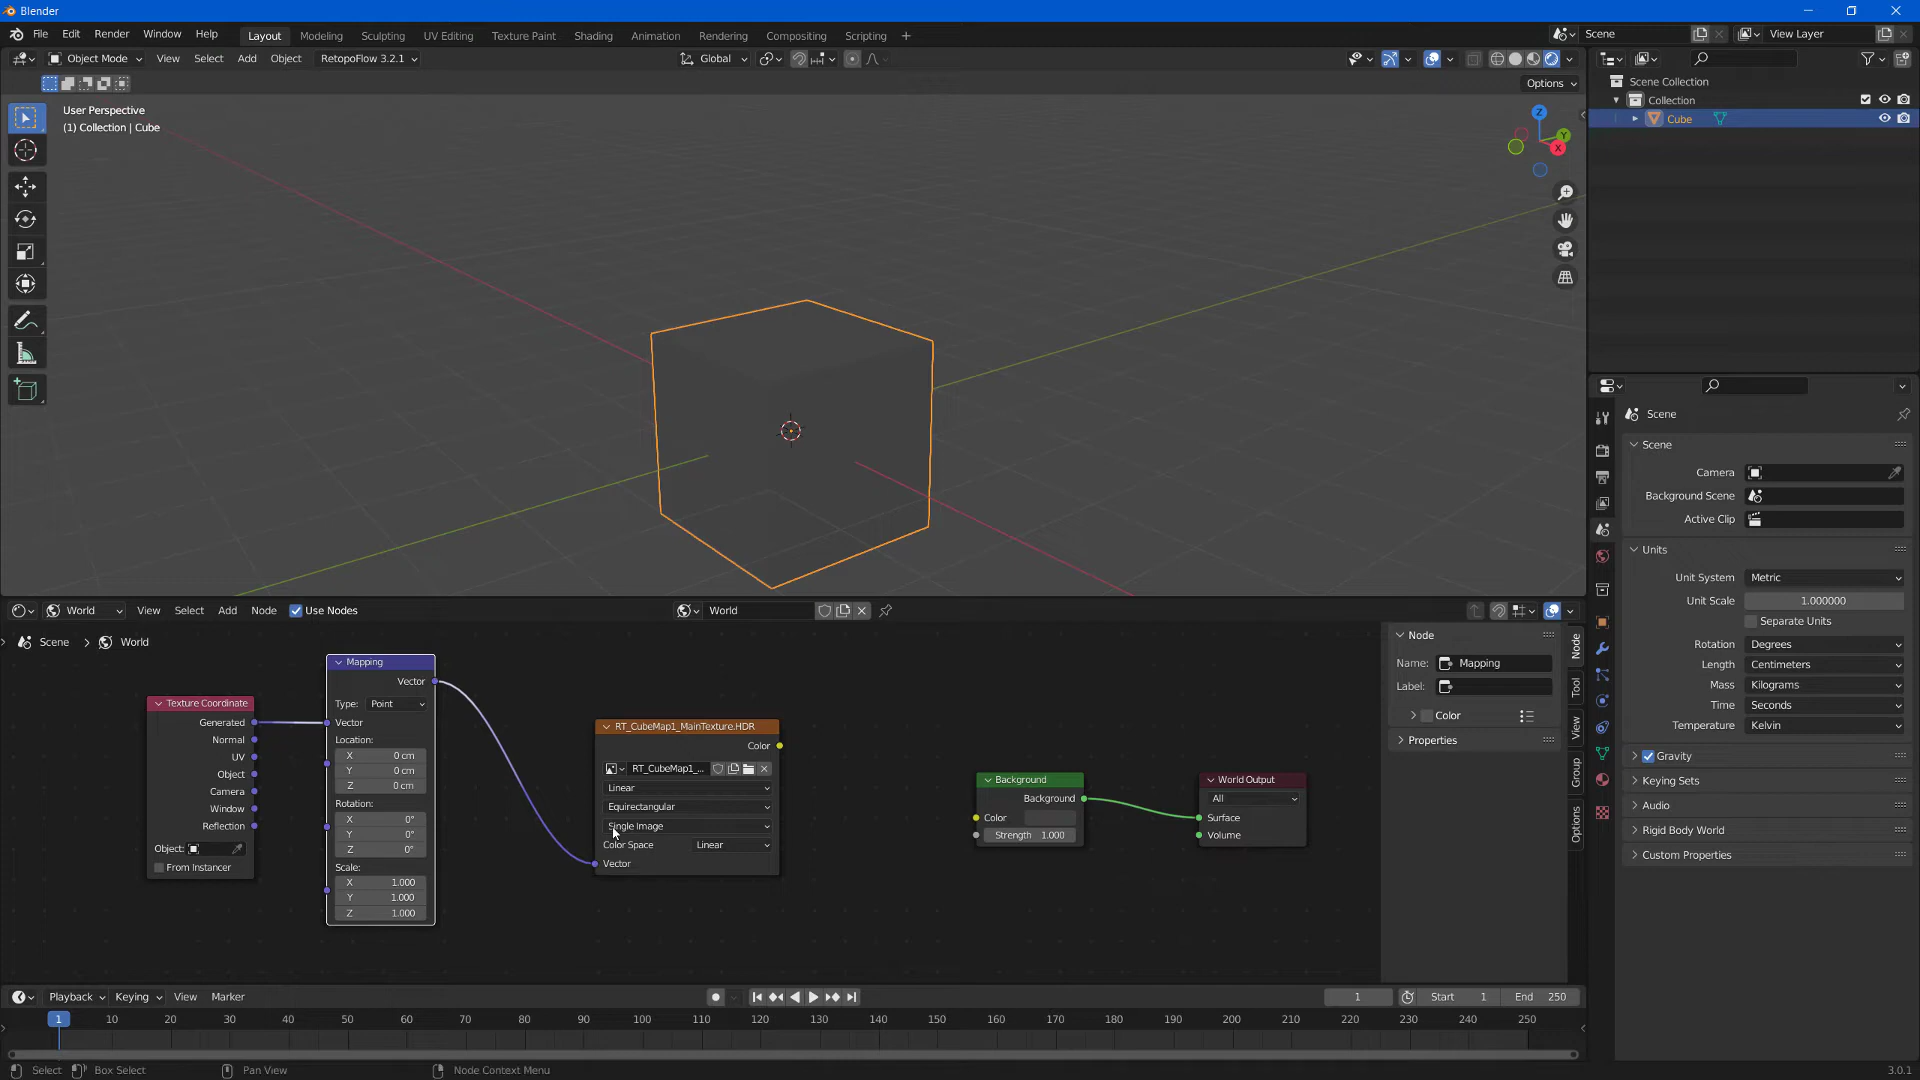 Blender
File Edit Render Window Help Layout Modeling Sculpting UV Editing Texture Paint Shading Animation Rendering Compositing Scripting + Scene View Layer
Object Mode View Select Add Object RetopoFlow 3.2.1 Global
Options
User Perspective
(1) Collection | Cube
Z
Y
X
Scene Collection
Collection
Cube
Scene
Scene
Camera
Background Scene
Active Clip
Units
Unit System Metric
Unit Scale 1.000000
Separate Units
Rotation Degrees
Length Centimeters
Mass Kilograms
Time Seconds
Temperature Kelvin
Gravity
Keying Sets
Audio
Rigid Body World
Custom Properties
World View Select Add Node Use Nodes World
Scene > World
Texture Coordinate
Generated
Normal
UV
Object
Camera
Window
Reflection
Object:
From Instancer
Mapping
Vector
Type: Point
Vector
Location:
X 0 cm
Y 0 cm
Z 0 cm
Rotation:
X 0°
Y 0°
Z 0°
Scale:
X 1.000
Y 1.000
Z 1.000
RT_CubeMap1_MainTexture.HDR
Color
RT_CubeMap1_...
Linear
Equirectangular
Single Image
Color Space Linear
Vector
Background
Background
Color
Strength 1.000
World Output
All
Surface
Volume
Node
Name: Mapping
Label:
Color
Properties
Node
Tool
View
Group
Options
Playback Keying View Marker 1 Start 1 End 250
1 10 20 30 40 50 60 70 80 90 100 110 120 130 140 150 160 170 180 190 200 210 220 230 240 250
Select Box Select Pan View Node Context Menu 3.0.1